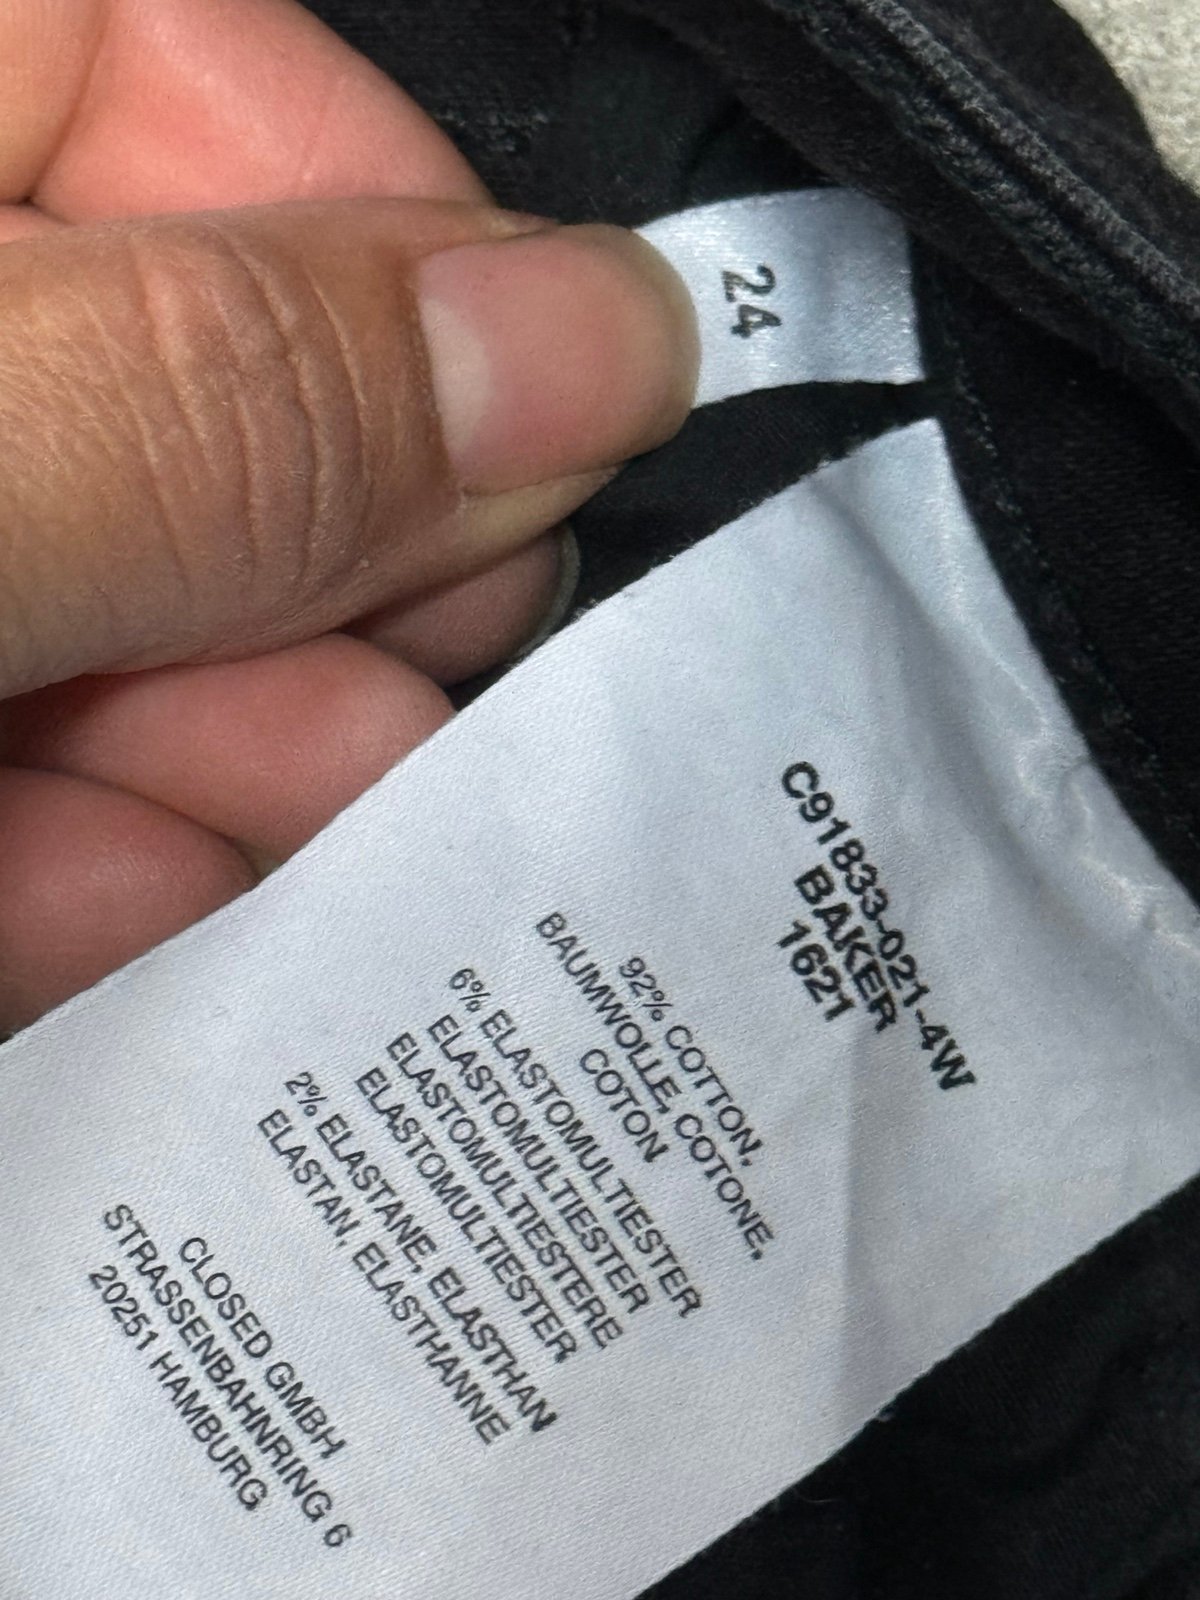 24
C91833-021-4W
BAKER
1621
92% COTTON,
BAUMWOLLE, COTONE,
COTON
6% ELASTOMULTIESTER
ELASTOMULTIESTER
ELASTOMULTIESTERE
ELASTOMULTIESTER
2% ELASTANE, ELASTHAN
ELASTAN, ELASTHANNE
CLOSED GMBH
STRASSENBAHNRING 6
20251 HAMBURG